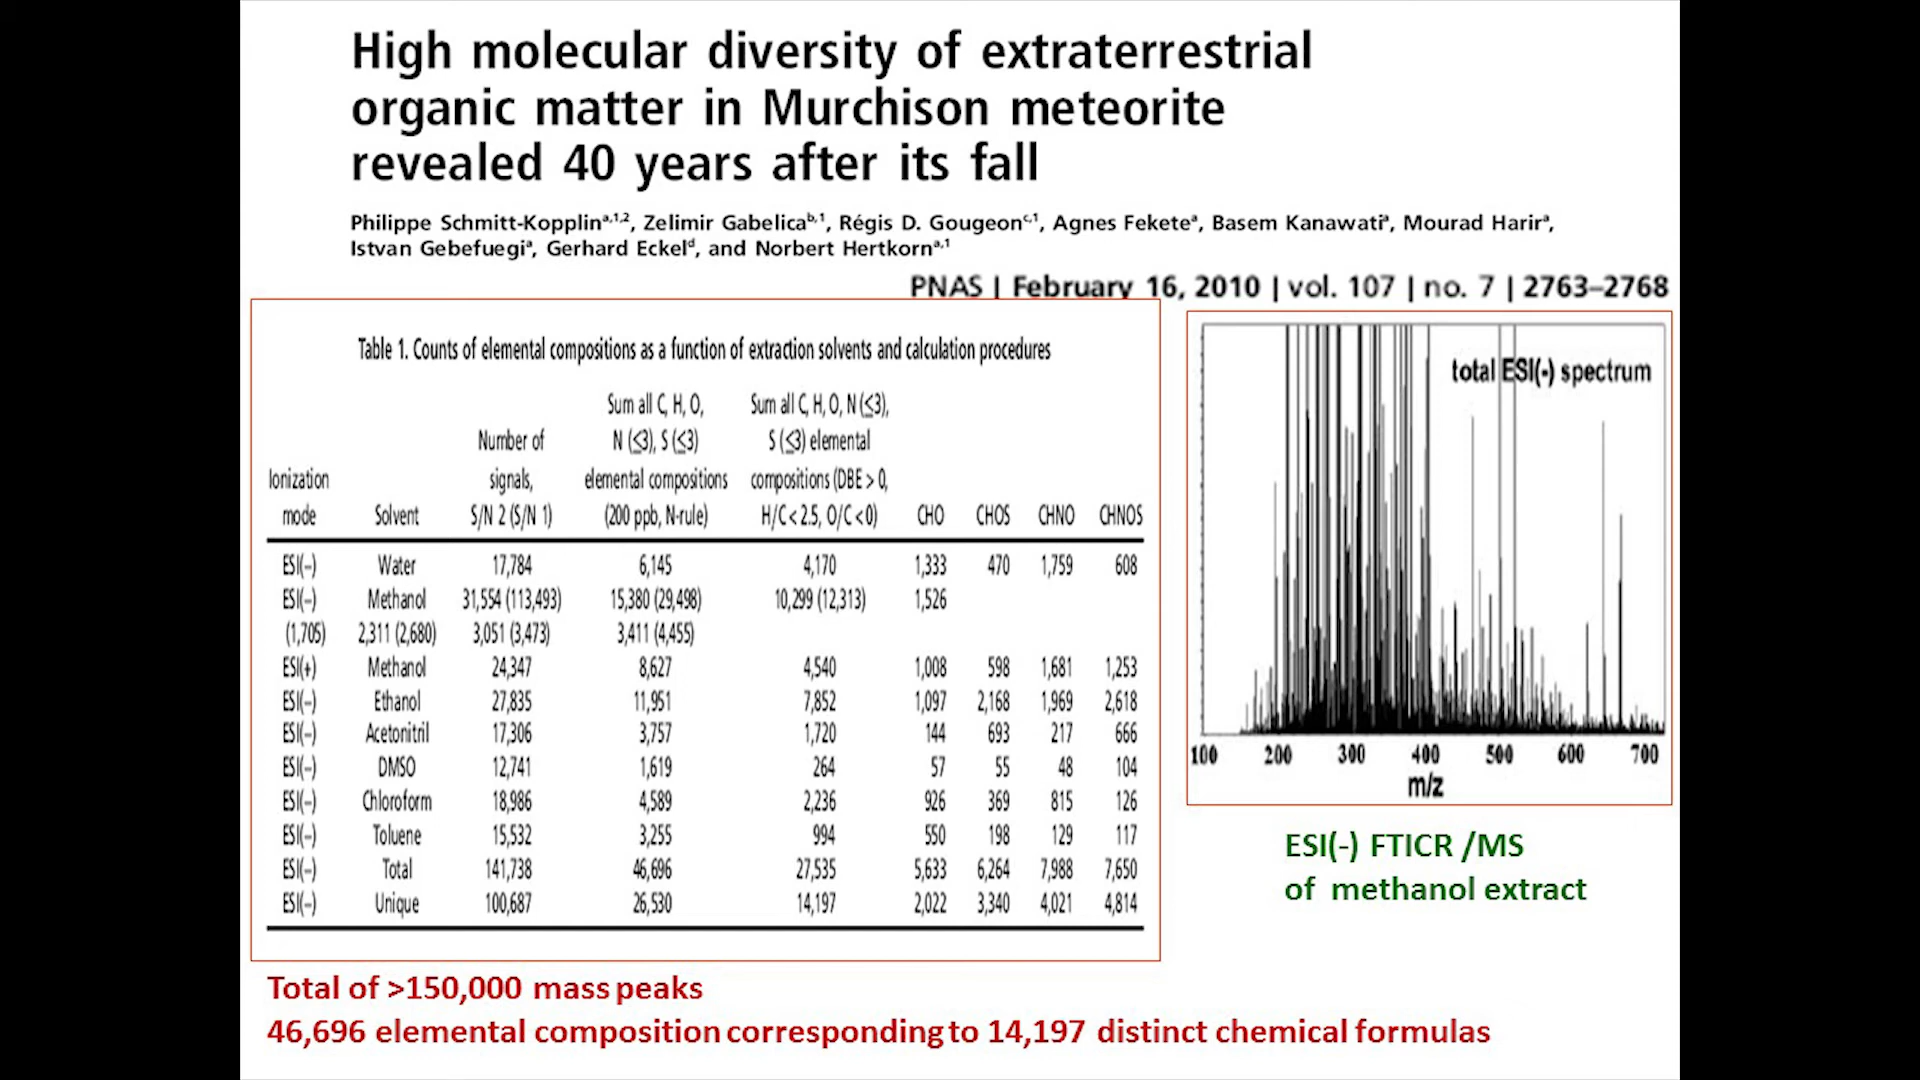 High molecular diversity of extraterrestrial
organic matter in Murchison meteorite
revealed 40 years after its fall
Philippe Schmitt-Kopplin^a,1,2, Zelimir Gabelica^b,1, Régis D. Gougeon^c,1, Agnes Fekete^a, Basem Kanawati^a, Mourad Harir^a,
Istvan Gebefuegi^a, Gerhard Eckel^d, and Norbert Hertkorn^a,1
PNAS | February 16, 2010 | vol. 107 | no. 7 | 2763–2768
Table 1. Counts of elemental compositions as a function of extraction solvents and calculation procedures
Sum all C, H, O, Sum all C, H, O, N (≤3),
Number of N (≤3), S (≤3) S (≤3) elemental
Ionization signals, elemental compositions compositions (DBE > 0,
mode Solvent S/N 2 (S/N 1) (200 ppb, N-rule) H/C < 2.5, O/C < 0) CHO CHOS CHNO CHNOS
ESI(–) Water 17,784 6,145 4,170 1,333 470 1,759 608
ESI(–) Methanol 31,554 (113,493) 15,380 (29,498) 10,299 (12,313) 1,526
(1,705) 2,311 (2,680) 3,051 (3,473) 3,411 (4,455)
ESI(+) Methanol 24,347 8,627 4,540 1,008 598 1,681 1,253
ESI(–) Ethanol 27,835 11,951 7,852 1,097 2,168 1,969 2,618
ESI(–) Acetonitril 17,306 3,757 1,720 144 693 217 666
ESI(–) DMSO 12,741 1,619 264 57 55 48 104
ESI(–) Chloroform 18,986 4,589 2,236 926 369 815 126
ESI(–) Toluene 15,532 3,255 994 550 198 129 117
ESI(–) Total 141,738 46,696 27,535 5,633 6,264 7,988 7,650
ESI(–) Unique 100,687 26,530 14,197 2,022 3,340 4,021 4,814
total ESI(-) spectrum
100 200 300 400 500 600 700
m/z
ESI(-) FTICR /MS
of methanol extract
Total of >150,000 mass peaks
46,696 elemental composition corresponding to 14,197 distinct chemical formulas